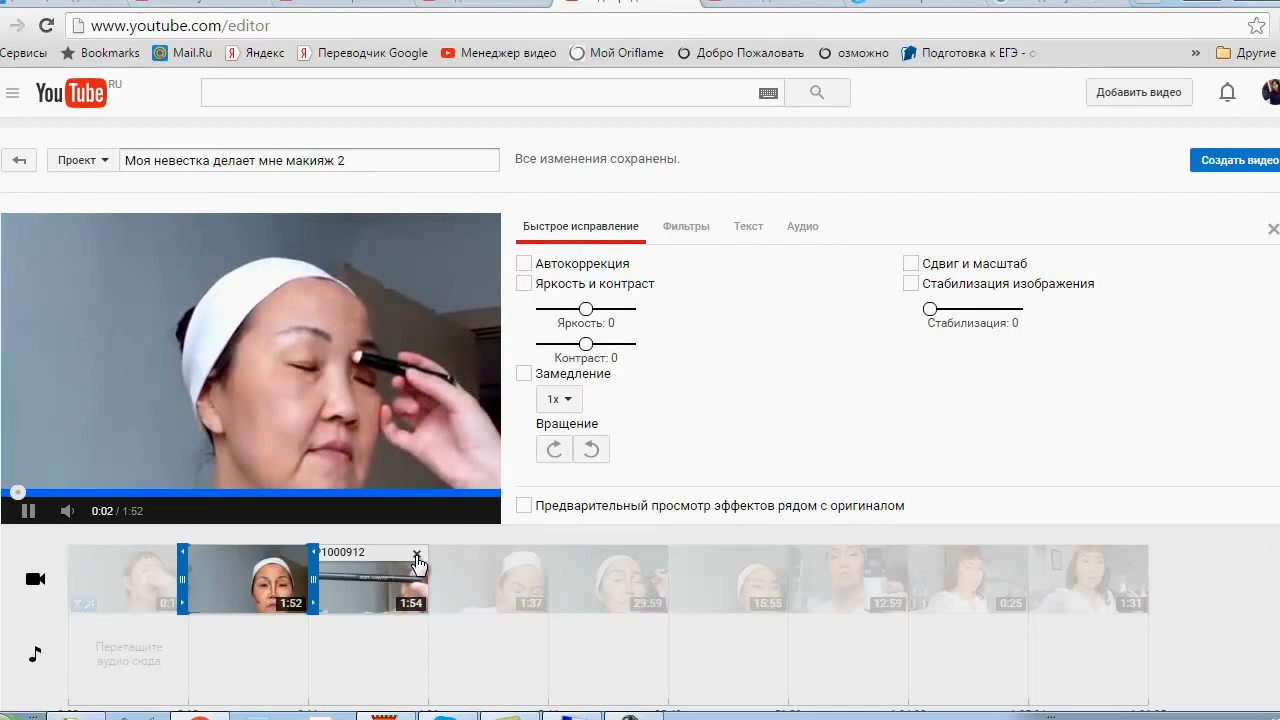 www.youtube.com/editor
Сервисы Bookmarks Mail.Ru Яндекс Переводчик Google Менеджер видео Мой Oriflame Добро Пожаловать озможно Подготовка к ЕГЭ - с » Другие
YouTube RU Добавить видео
Проект Моя невестка делает мне макияж 2 Все изменения сохранены. Создать видео
Быстрое исправление Фильтры Текст Аудио
Автокоррекция Сдвиг и масштаб
Яркость и контраст Стабилизация изображения
Яркость: 0 Стабилизация: 0
Контраст: 0
Замедление
1x
Вращение
Предварительный просмотр эффектов рядом с оригиналом
0:02 / 1:52
1000912
1:52 1:54 1:37 29:59 15:55 12:59 0:25 1:31
Перетащите
аудио сюда